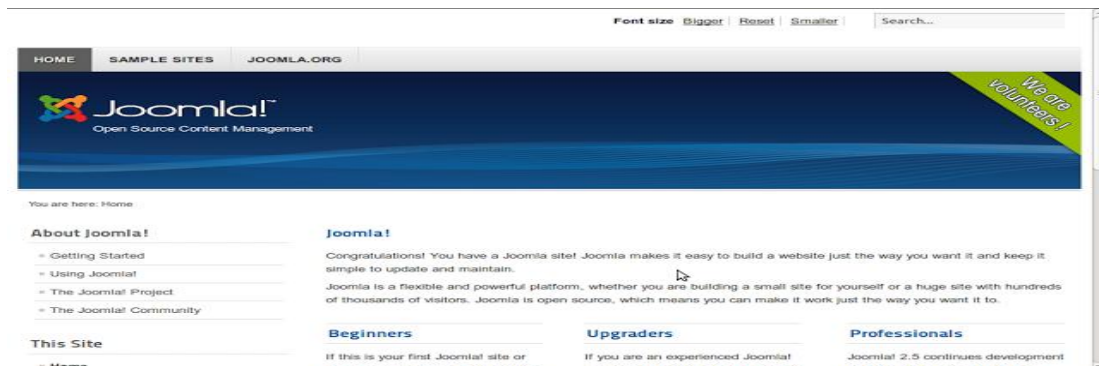 Font size Bigger Reset Smaller Search...
HOME SAMPLE SITES JOOMLA.ORG
Joomla!™
Open Source Content Management
We are
volunteers!
You are here: Home
About Joomla!
Getting Started
Using Joomla!
The Joomla! Project
The Joomla! Community
This Site
Home
Joomla!
Congratulations! You have a Joomla site! Joomla makes it easy to build a website just the way you want it and keep it
simple to update and maintain.
Joomla is a flexible and powerful platform, whether you are building a small site for yourself or a huge site with hundreds
of thousands of visitors. Joomla is open source, which means you can make it work just the way you want it to.
Beginners
If this is your first Joomla! site or
Upgraders
If you are an experienced Joomla!
Professionals
Joomla! 2.5 continues development